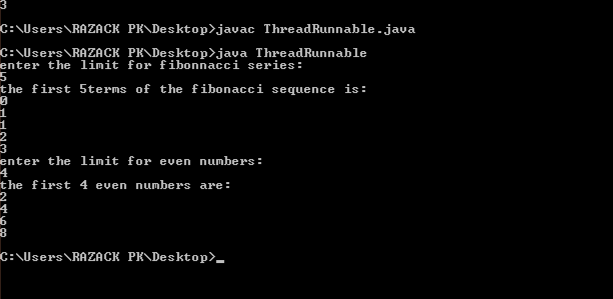 3
C:\Users\RAZACK PK\Desktop>javac ThreadRunnable.java
C:\Users\RAZACK PK\Desktop>java ThreadRunnable
enter the limit for fibonnacci series:
5
the first 5terms of the fibonacci sequence is:
0
1
1
2
3
enter the limit for even numbers:
4
the first 4 even numbers are:
2
4
6
8
C:\Users\RAZACK PK\Desktop>_